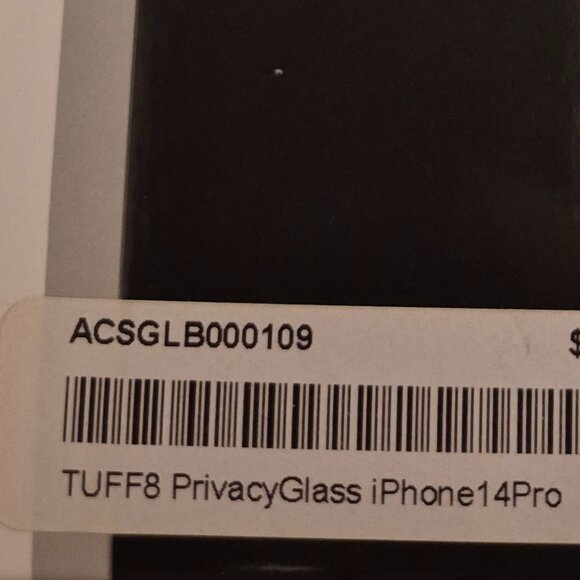 ACSGLB000109 $
TUFF8 PrivacyGlass iPhone14Pro